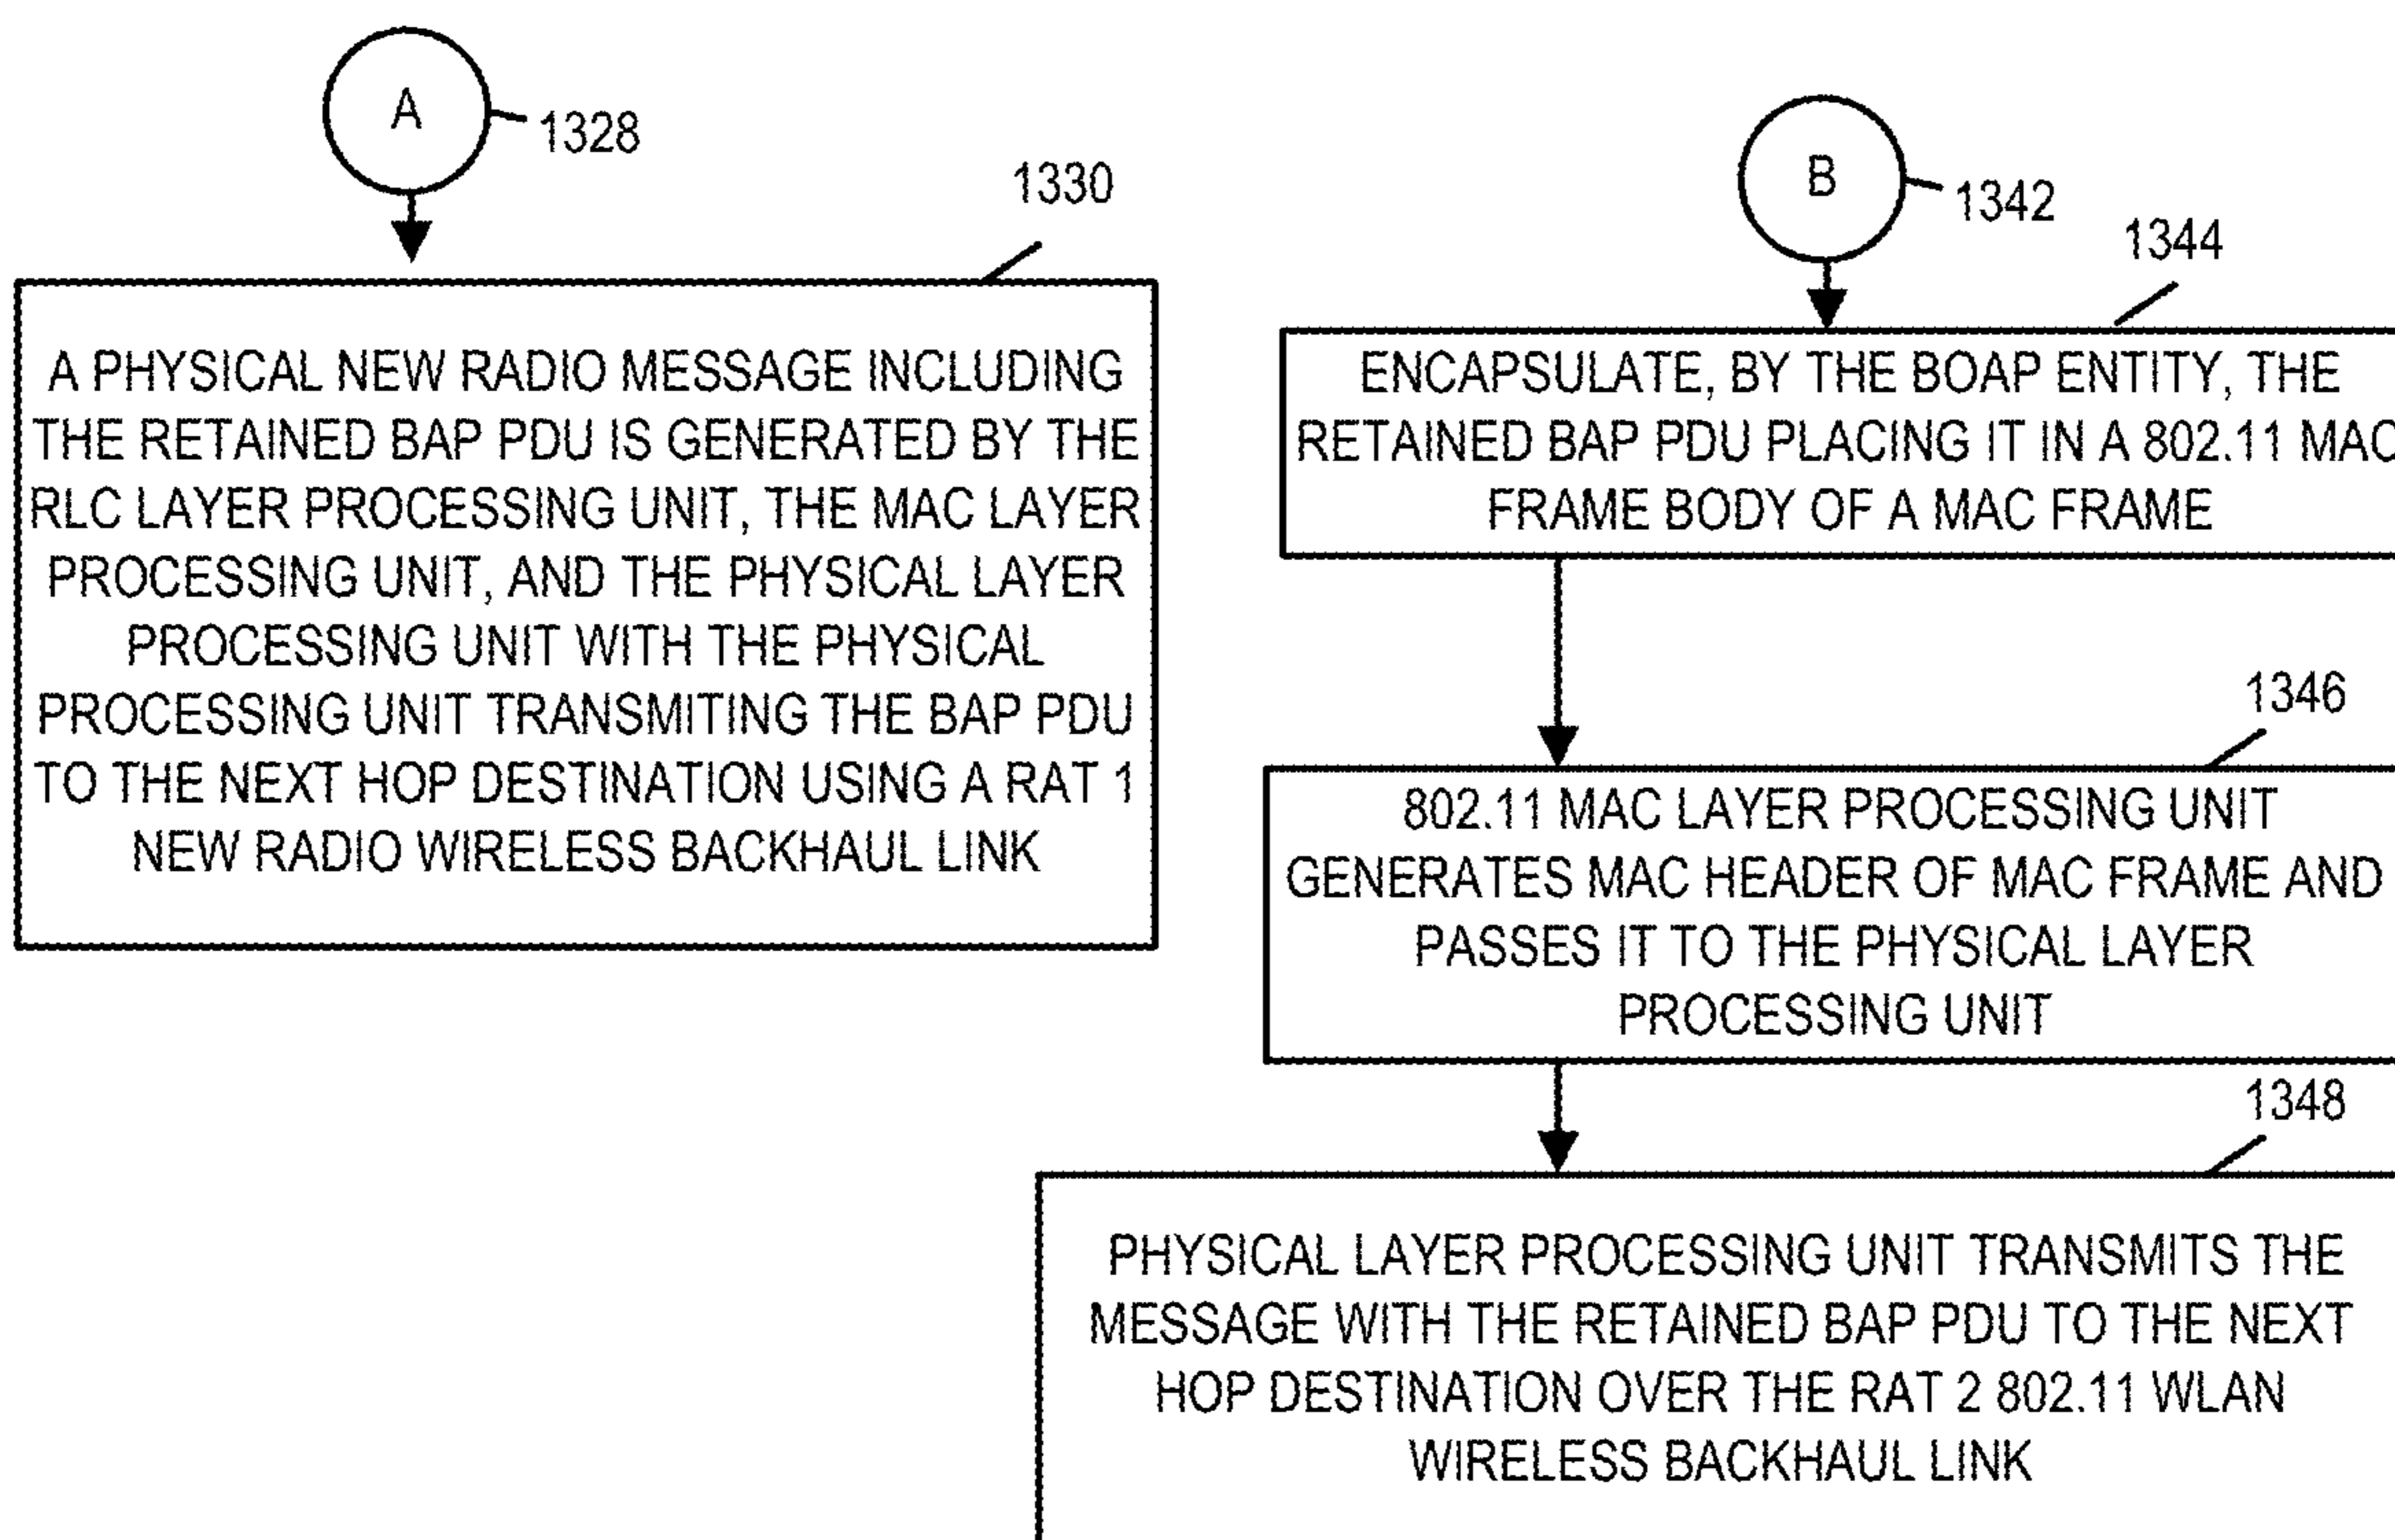 A
1328
1330
A PHYSICAL NEW RADIO MESSAGE INCLUDING
THE RETAINED BAP PDU IS GENERATED BY THE
RLC LAYER PROCESSING UNIT, THE MAC LAYER
PROCESSING UNIT, AND THE PHYSICAL LAYER
PROCESSING UNIT WITH THE PHYSICAL
PROCESSING UNIT TRANSMITING THE BAP PDU
TO THE NEXT HOP DESTINATION USING A RAT 1
NEW RADIO WIRELESS BACKHAUL LINK
B
1342
1344
ENCAPSULATE, BY THE BOAP ENTITY, THE
RETAINED BAP PDU PLACING IT IN A 802.11 MAC
FRAME BODY OF A MAC FRAME
1346
802.11 MAC LAYER PROCESSING UNIT
GENERATES MAC HEADER OF MAC FRAME AND
PASSES IT TO THE PHYSICAL LAYER
PROCESSING UNIT
1348
PHYSICAL LAYER PROCESSING UNIT TRANSMITS THE
MESSAGE WITH THE RETAINED BAP PDU TO THE NEXT
HOP DESTINATION OVER THE RAT 2 802.11 WLAN
WIRELESS BACKHAUL LINK